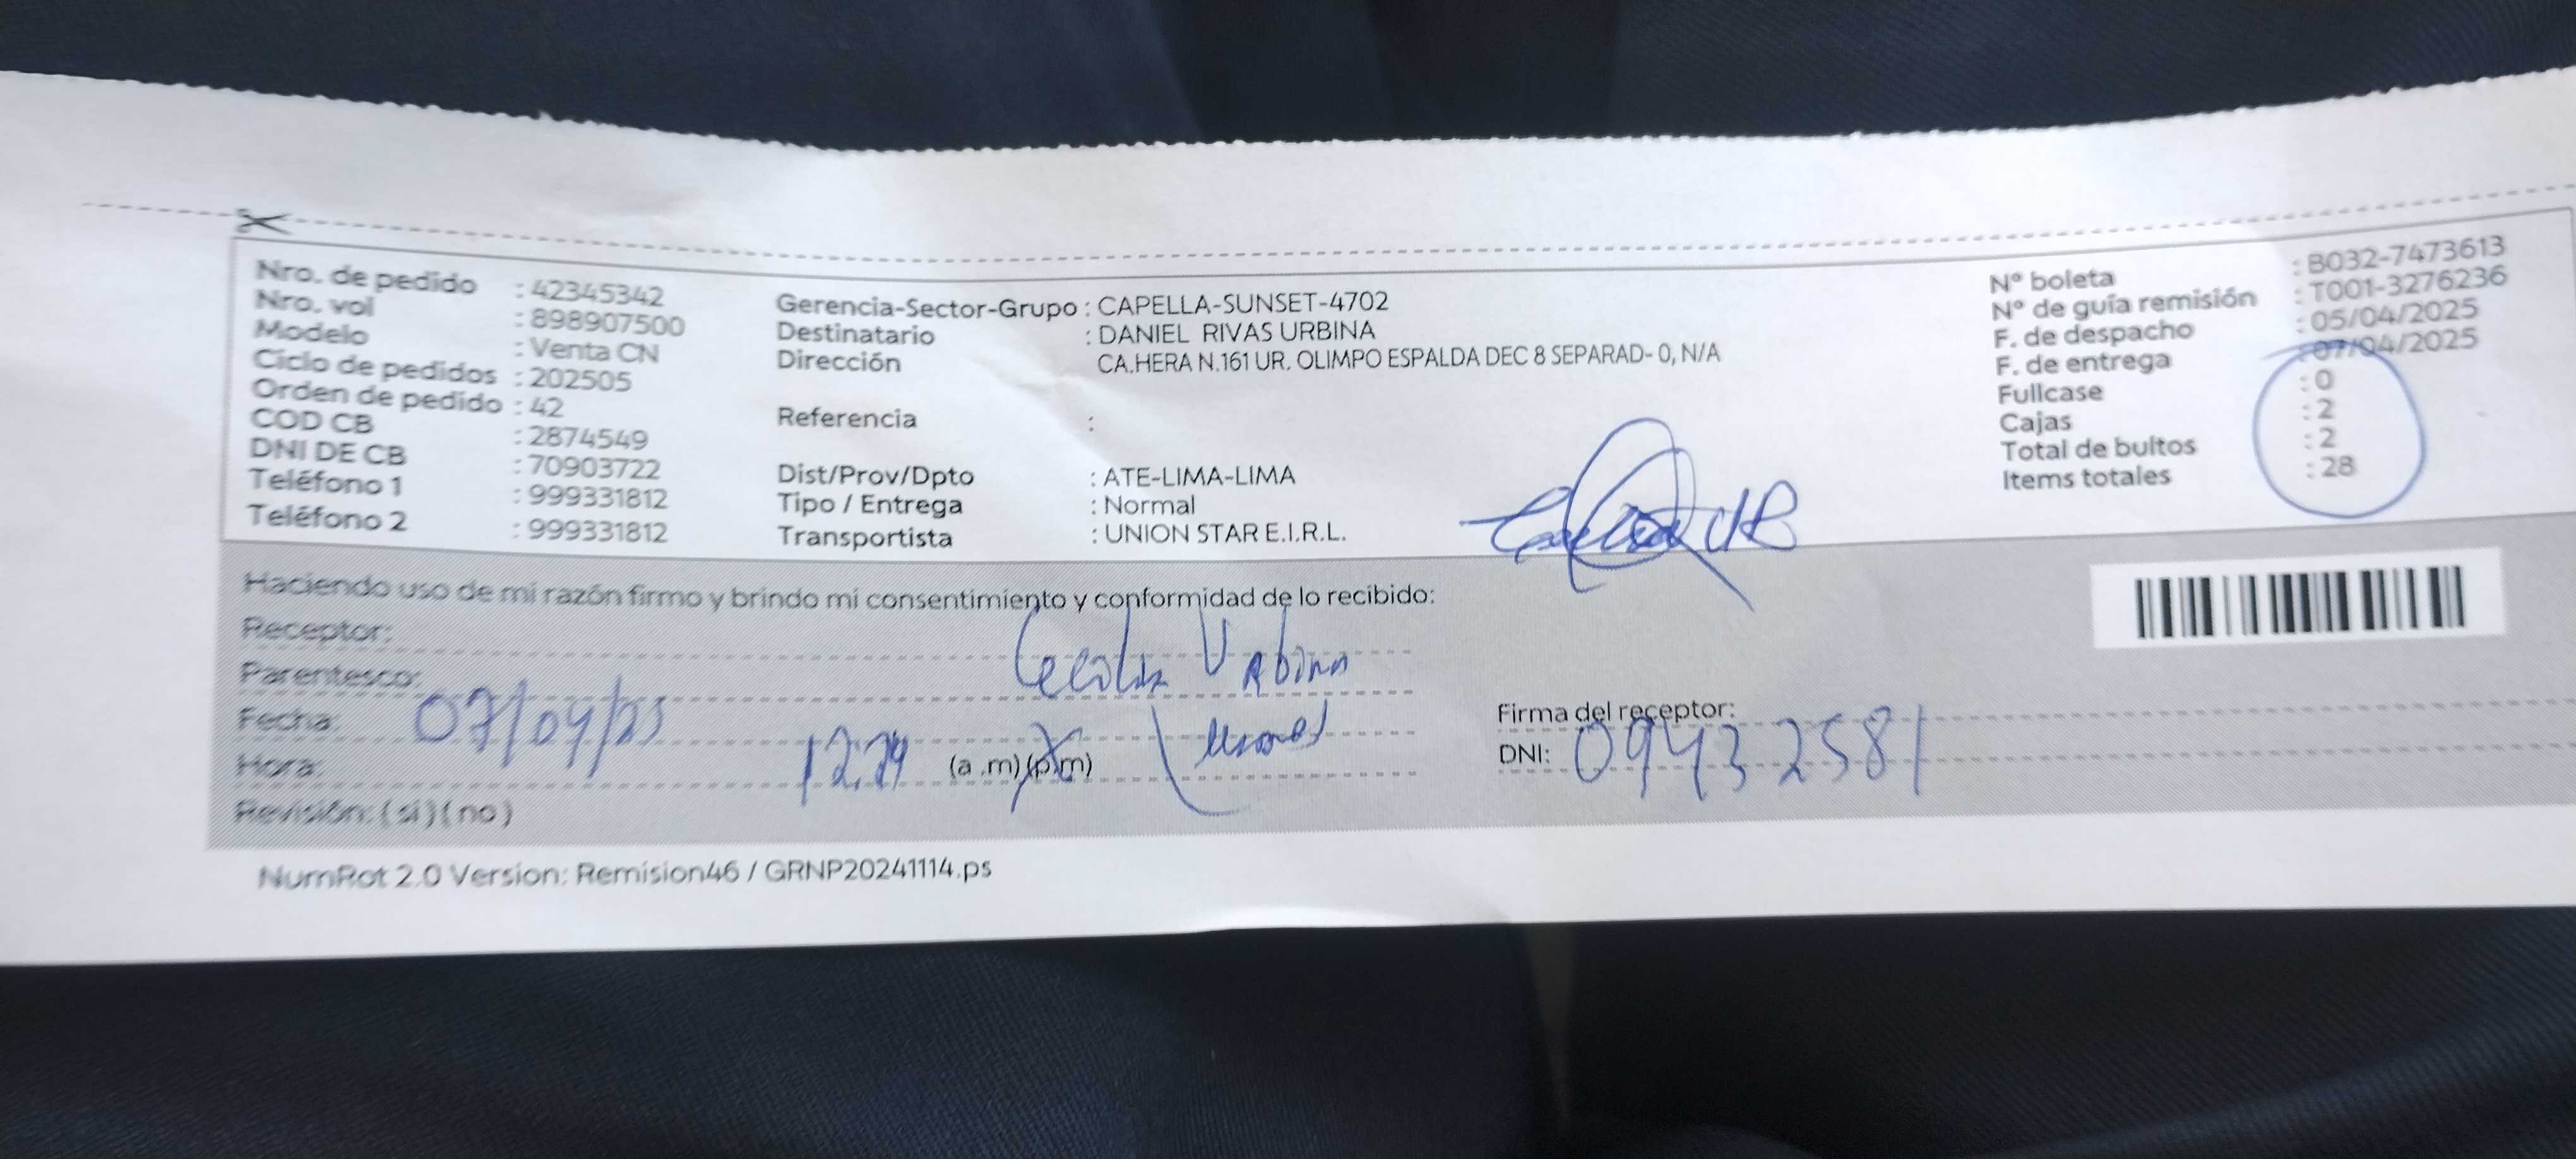 Nro. de pedido : 42345342
Nro. vol : 898907500
Modelo : Venta CN
Ciclo de pedidos : 202505
Orden de pedido : 42
COD CB : 2874549
DNI DE CB : 70903722
Teléfono 1 : 999331812
Teléfono 2 : 999331812
Gerencia-Sector-Grupo : CAPELLA-SUNSET-4702
Destinatario : DANIEL RIVAS URBINA
Dirección CA.HERA N.161 UR. OLIMPO ESPALDA DEC 8 SEPARAD- 0, N/A
Referencia :
Dist/Prov/Dpto : ATE-LIMA-LIMA
Tipo / Entrega : Normal
Transportista : UNION STAR E.I.R.L.
N° boleta : B032-7473613
N° de guía remisión : T001-3276236
F. de despacho : 05/04/2025
F. de entrega : 07/04/2025
Fullcase : 0
Cajas : 2
Total de bultos : 2
Items totales : 28
Haciendo uso de mi razón firmo y brindo mi consentimiento y conformidad de lo recibido:
Receptor:
Cecilia Urbina
Parentesco:
Fecha: 07/04/25
Hora: (a .m)(p.m)
Revisión: ( si ) ( no )
Firma del receptor:
DNI: 09432581
NumRot 2.0 Version: Remision46 / GRNP20241114.ps